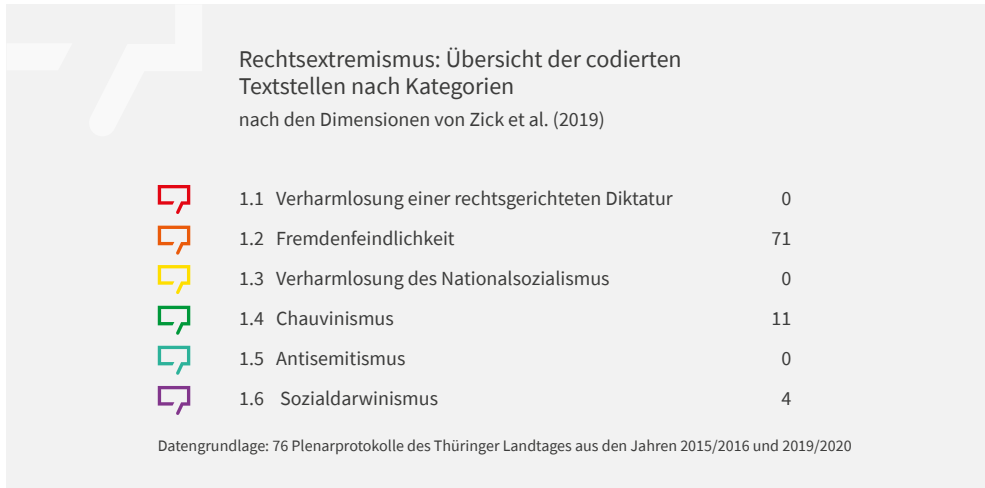 Rechtsextremismus: Übersicht der codierten
Textstellen nach Kategorien
nach den Dimensionen von Zick et al. (2019)
1.1 Verharmlosung einer rechtsgerichteten Diktatur 0
1.2 Fremdenfeindlichkeit 71
1.3 Verharmlosung des Nationalsozialismus 0
1.4 Chauvinismus 11
1.5 Antisemitismus 0
1.6 Sozialdarwinismus 4
Datengrundlage: 76 Plenarprotokolle des Thüringer Landtages aus den Jahren 2015/2016 und 2019/2020